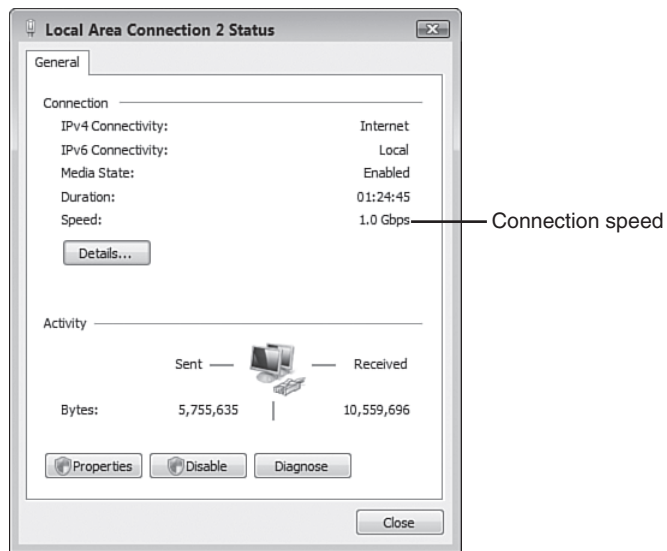 Local Area Connection 2 Status
General
Connection
IPv4 Connectivity: Internet
IPv6 Connectivity: Local
Media State: Enabled
Duration: 01:24:45
Speed: 1.0 Gbps
Connection speed
Details...
Activity
Sent Received
Bytes: 5,755,635 10,559,696
Properties Disable Diagnose
Close